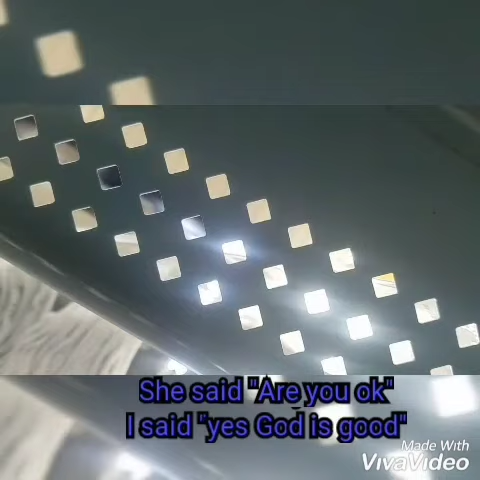 She said "Are you ok"
I said "yes God is good"
Made With
VivaVideo